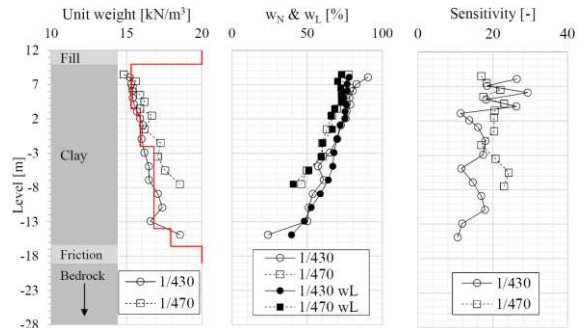 Unit weight [kN/m³]
10 15 20
w_N & w_L [%]
0 50 100
Sensitivity [-]
0 20 40
Level [m]
12
7
2
-3
-8
-13
-18
-23
-28
Fill
Clay
Friction
Bedrock
1/430
1/470
1/430
1/470
1/430 wL
1/470 wL
1/430
1/470